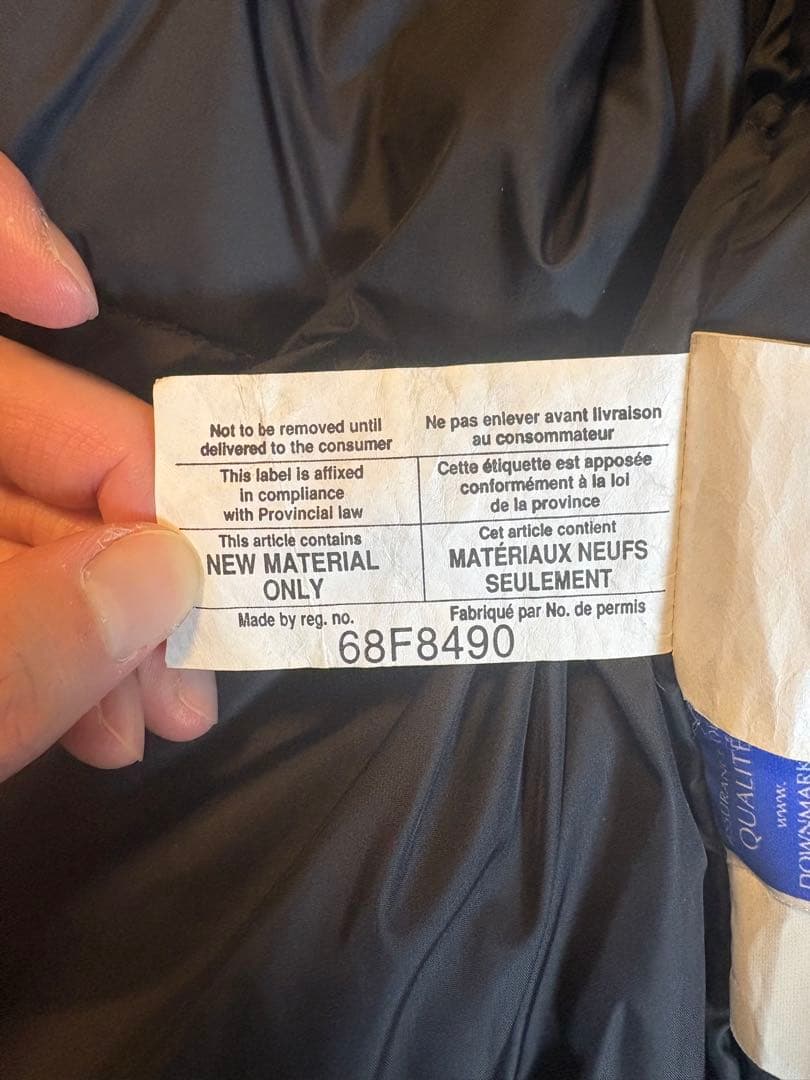 Not to be removed until
delivered to the consumer
Ne pas enlever avant livraison
au consommateur
This label is affixed
in compliance
with Provincial law
Cette étiquette est apposée
conformément à la loi
de la province
This article contains
NEW MATERIAL
ONLY
Cet article contient
MATÉRIAUX NEUFS
SEULEMENT
Made by reg. no.
Fabriqué par No. de permis
68F8490
QUALITÉ
www.